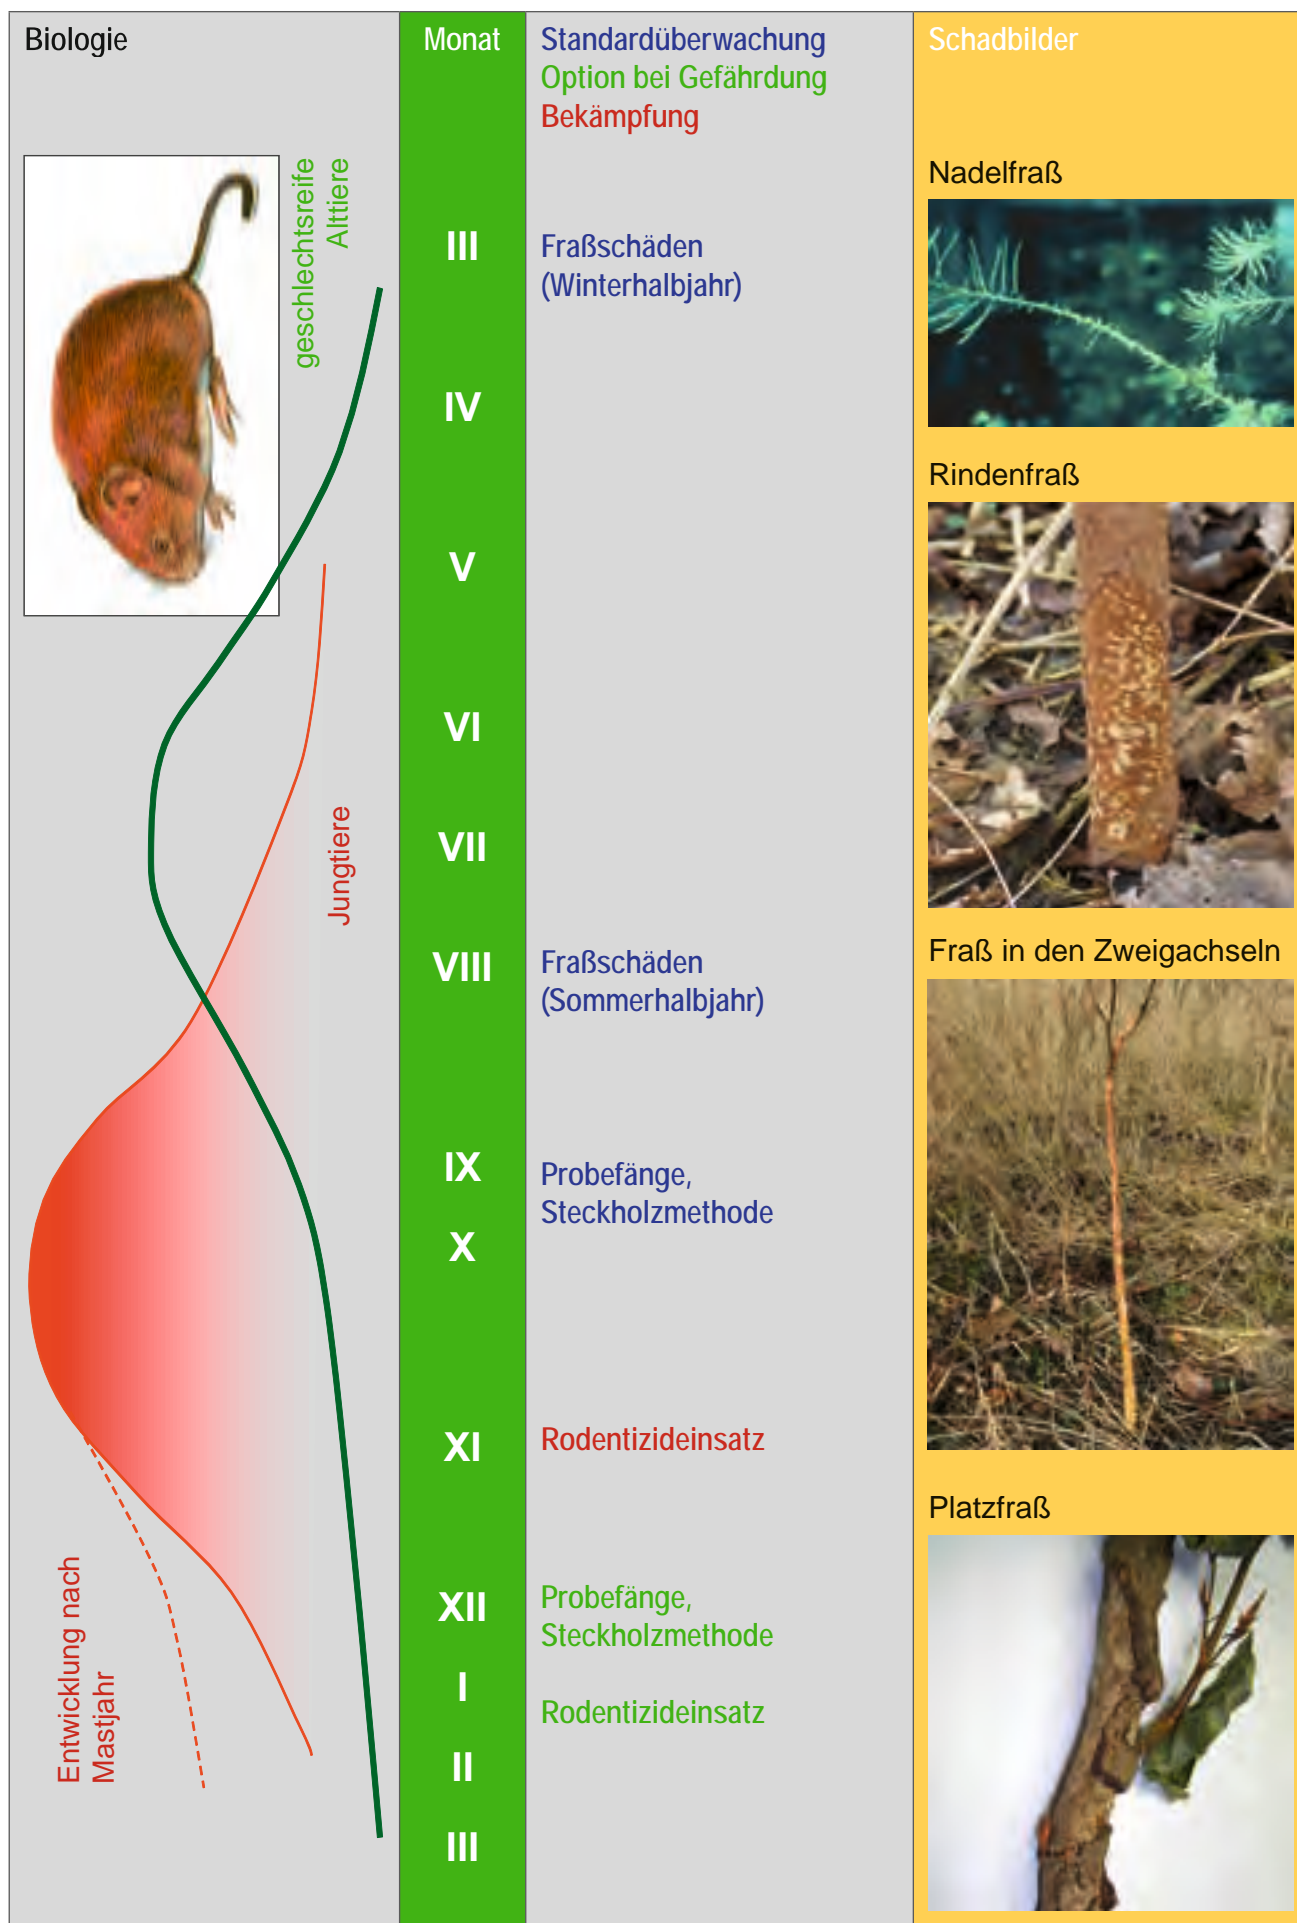 Biologie
geschlechtsreife
Alttiere
Jungtiere
Entwicklung nach
Mastjahr
Monat
III
IV
V
VI
VII
VIII
IX
X
XI
XII
I
II
III
Standardüberwachung
Option bei Gefährdung
Bekämpfung
Fraßschäden
(Winterhalbjahr)
Fraßschäden
(Sommerhalbjahr)
Probefänge,
Steckholzmethode
Rodentizideinsatz
Probefänge,
Steckholzmethode
Rodentizideinsatz
Schadbilder
Nadelfraß
Rindenfraß
Fraß in den Zweigachseln
Platzfraß